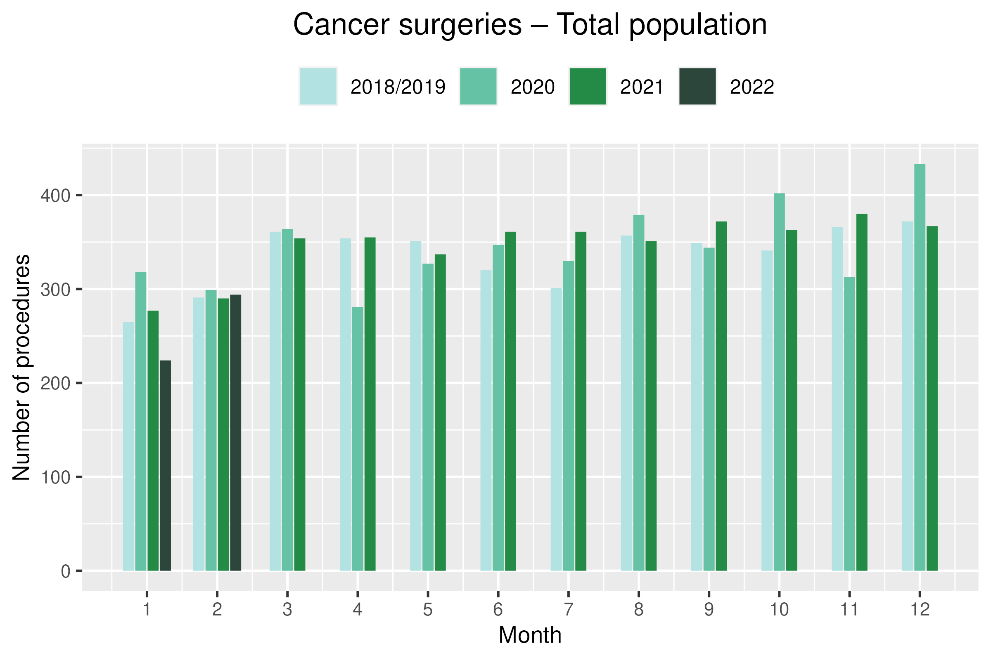 Cancer surgeries – Total population
2018/2019 2020 2021 2022
Number of procedures
400
300
200
100
0
1 2 3 4 5 6 7 8 9 10 11 12
Month